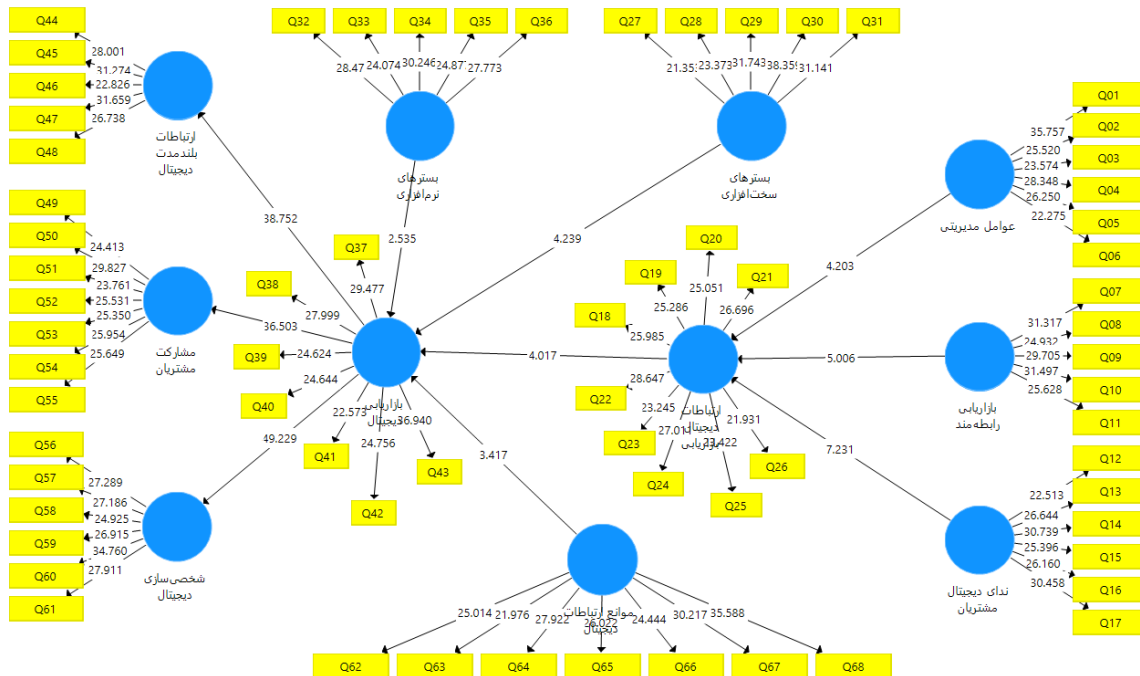 Q44
Q45
Q46
Q47
Q48
28.001
31.274
22.826
31.659
26.738
ارتباطات
بلندمدت
دیجیتال
Q32
Q33
Q34
Q35
Q36
24.074
30.246
27.773
بسترهای
نرم‌افزاری
Q27
Q28
Q29
Q30
Q31
23.373
31.743
31.141
بسترهای
سخت‌افزاری
Q01
Q02
Q03
Q04
Q05
Q06
35.757
25.520
23.574
28.348
26.250
22.275
عوامل مدیریتی
38.752
2.535
4.239
4.203
Q49
Q50
Q51
Q52
Q53
Q54
Q55
24.413
29.827
23.761
25.531
25.350
25.954
25.649
مشارکت
مشتریان
36.503
Q37
Q38
Q39
Q40
Q41
Q42
Q43
29.477
27.999
24.624
24.644
22.573
24.756
36.940
بازاریابی
دیجیتال
4.017
Q20
Q19
Q21
Q18
Q22
Q23
Q24
Q25
Q26
25.051
25.286
26.696
25.985
28.647
23.245
21.931
ارتباطات
دیجیتال
بازاریابی
5.006
Q07
Q08
Q09
Q10
Q11
31.317
24.932
29.705
31.497
25.628
بازاریابی
رابطه‌مند
49.229
3.417
7.231
Q56
Q57
Q58
Q59
Q60
Q61
27.289
27.186
24.925
26.915
34.760
27.911
شخصی‌سازی
دیجیتال
Q12
Q13
Q14
Q15
Q16
Q17
22.513
26.644
30.739
25.396
26.160
30.458
ندای دیجیتال
مشتریان
موانع ارتباطات
دیجیتال
25.014
21.976
27.922
24.444
30.217
35.588
Q62
Q63
Q64
Q65
Q66
Q67
Q68